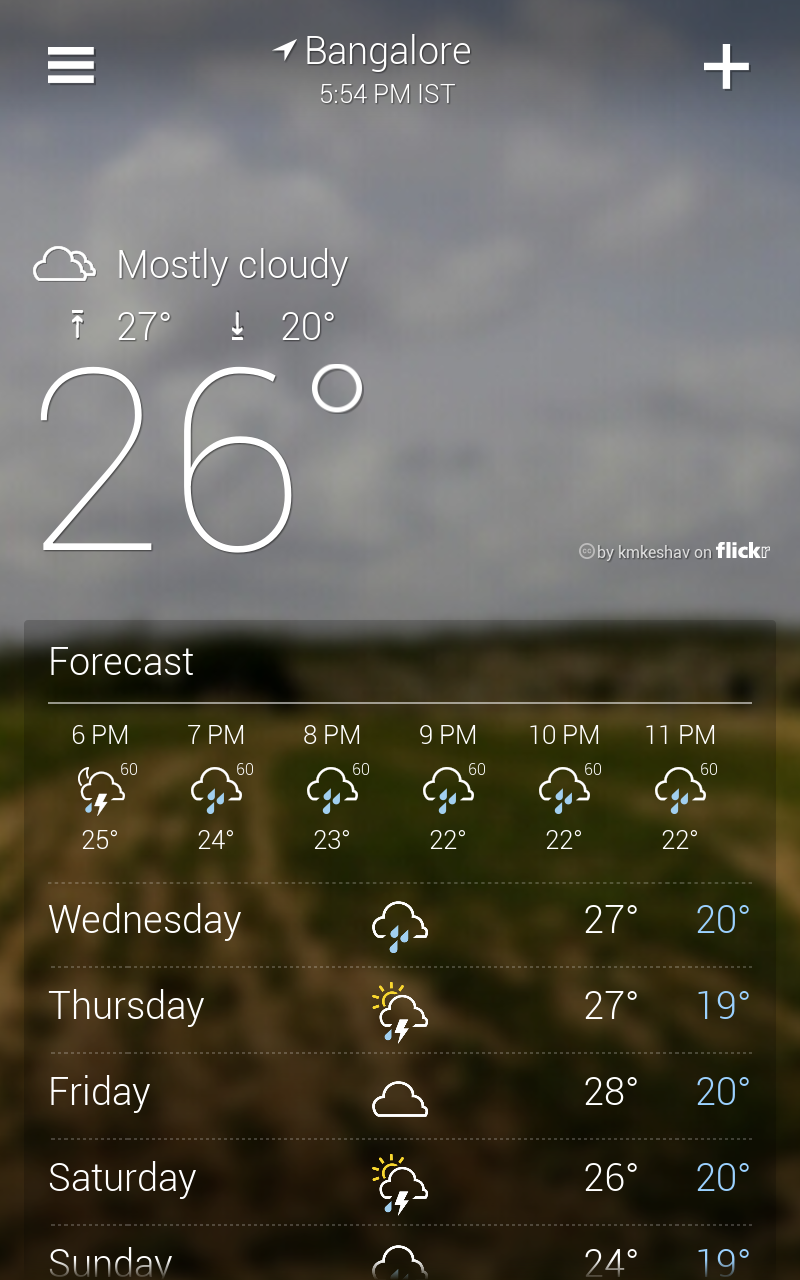 Bangalore
5:54 PM IST
Mostly cloudy
27° 20°
26°
cc by kmkeshav on flickr
Forecast
6 PM 7 PM 8 PM 9 PM 10 PM 11 PM
60 60 60 60 60 60
25° 24° 23° 22° 22° 22°
Wednesday 27° 20°
Thursday 27° 19°
Friday 28° 20°
Saturday 26° 20°
Sunday 24° 19°